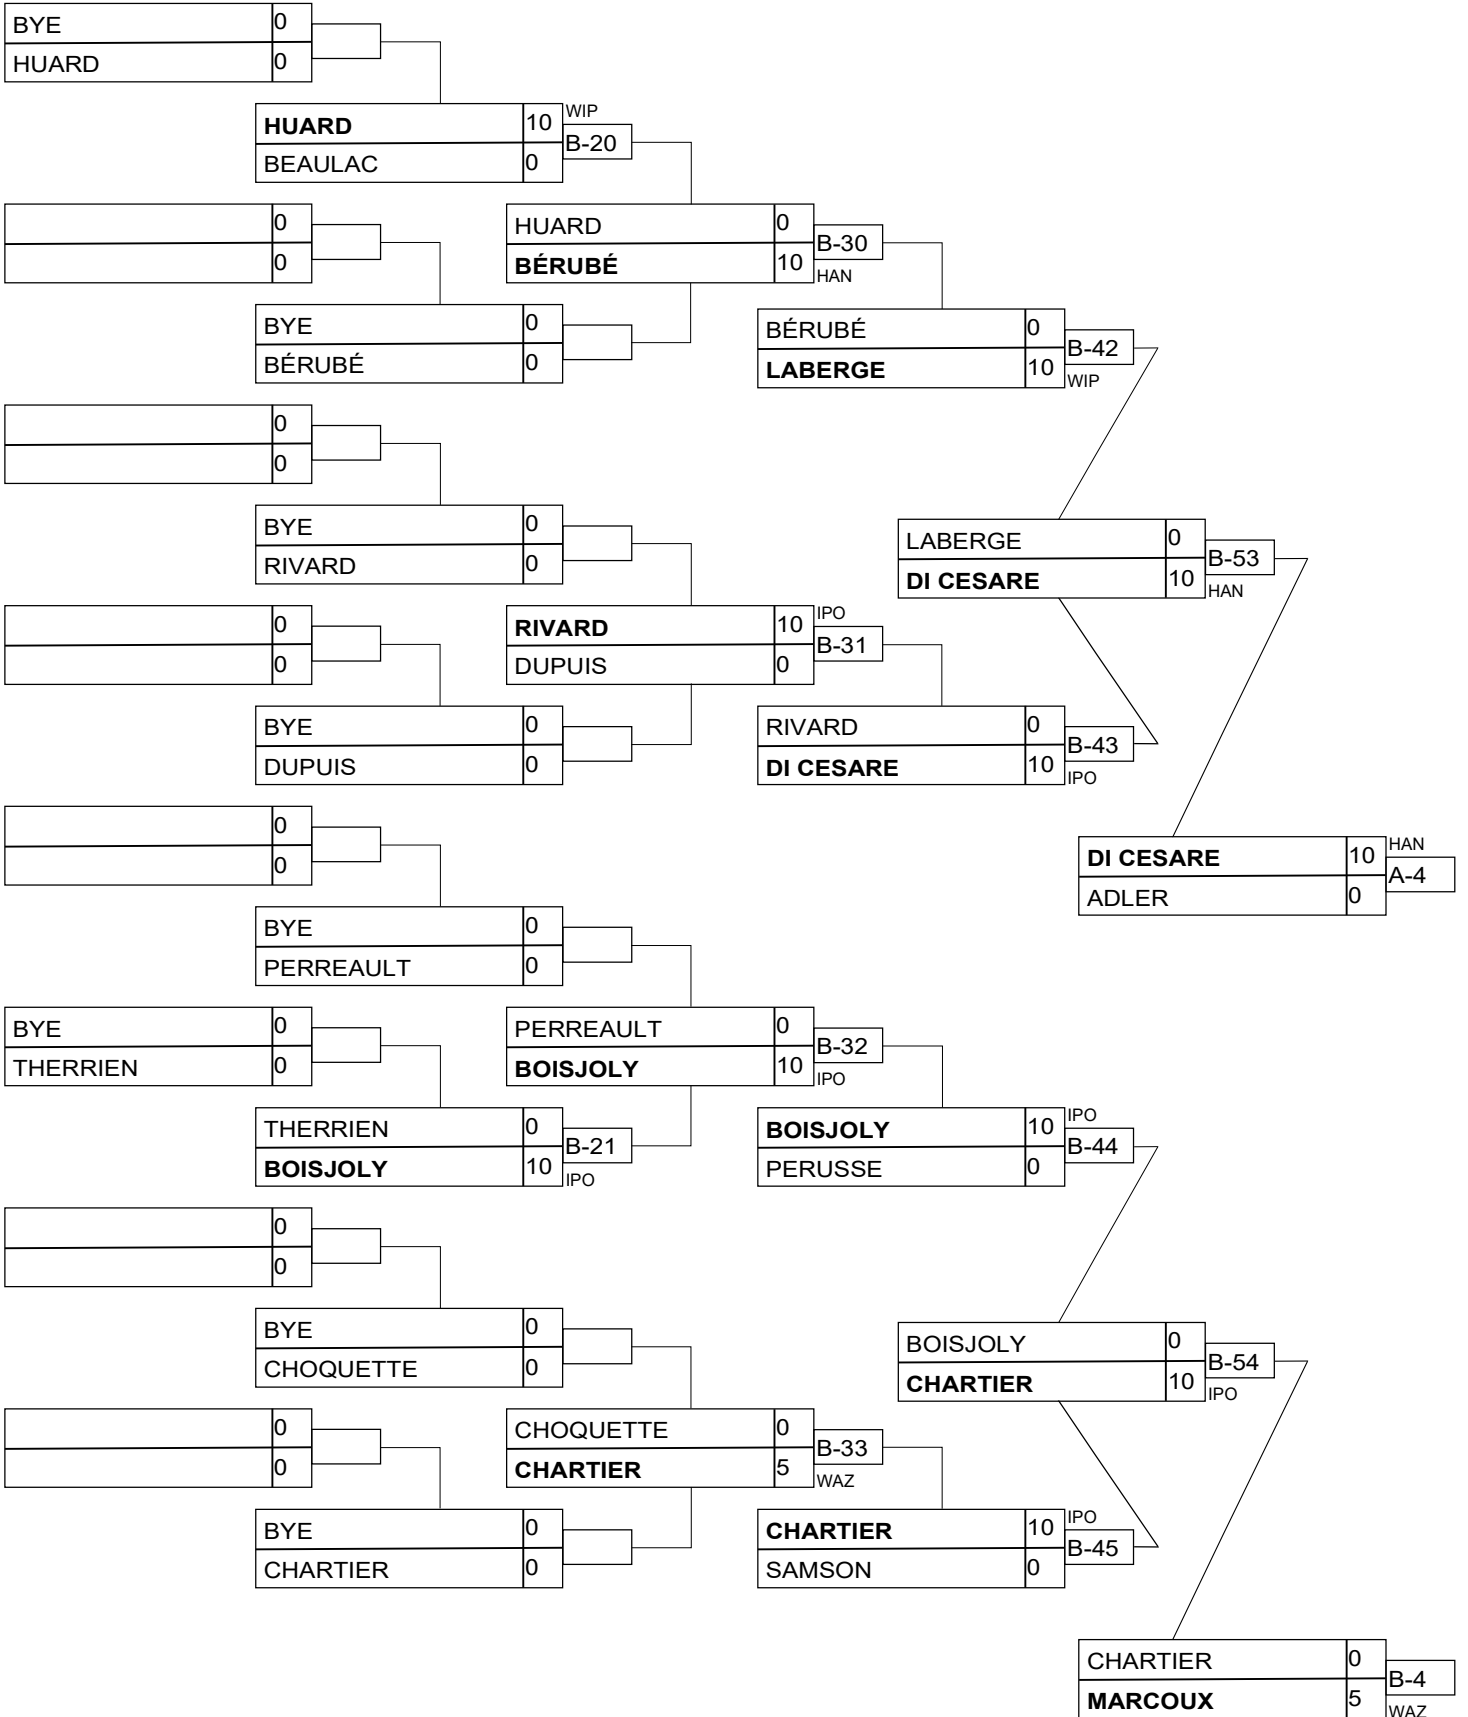 BYE 0
HUARD 0
HUARD 10 WIP
B-20
BEAULAC 0
0
0
HUARD 0
B-30
BÉRUBÉ 10 HAN
BYE 0
BÉRUBÉ 0
BÉRUBÉ 0
B-42
LABERGE 10 WIP
0
0
BYE 0
RIVARD 0
LABERGE 0
B-53
DI CESARE 10 HAN
0
0
RIVARD 10 IPO
B-31
DUPUIS 0
BYE 0
DUPUIS 0
RIVARD 0
B-43
DI CESARE 10 IPO
0
0
DI CESARE 10 HAN
A-4
ADLER 0
BYE 0
PERREAULT 0
BYE 0
THERRIEN 0
PERREAULT 0
B-32
BOISJOLY 10 IPO
THERRIEN 0
B-21
BOISJOLY 10 IPO
BOISJOLY 10 IPO
B-44
PERUSSE 0
0
0
BYE 0
CHOQUETTE 0
BOISJOLY 0
B-54
CHARTIER 10 IPO
0
0
CHOQUETTE 0
B-33
CHARTIER 5 WAZ
BYE 0
CHARTIER 0
CHARTIER 10 IPO
B-45
SAMSON 0
CHARTIER 0
B-4
MARCOUX 5 WAZ